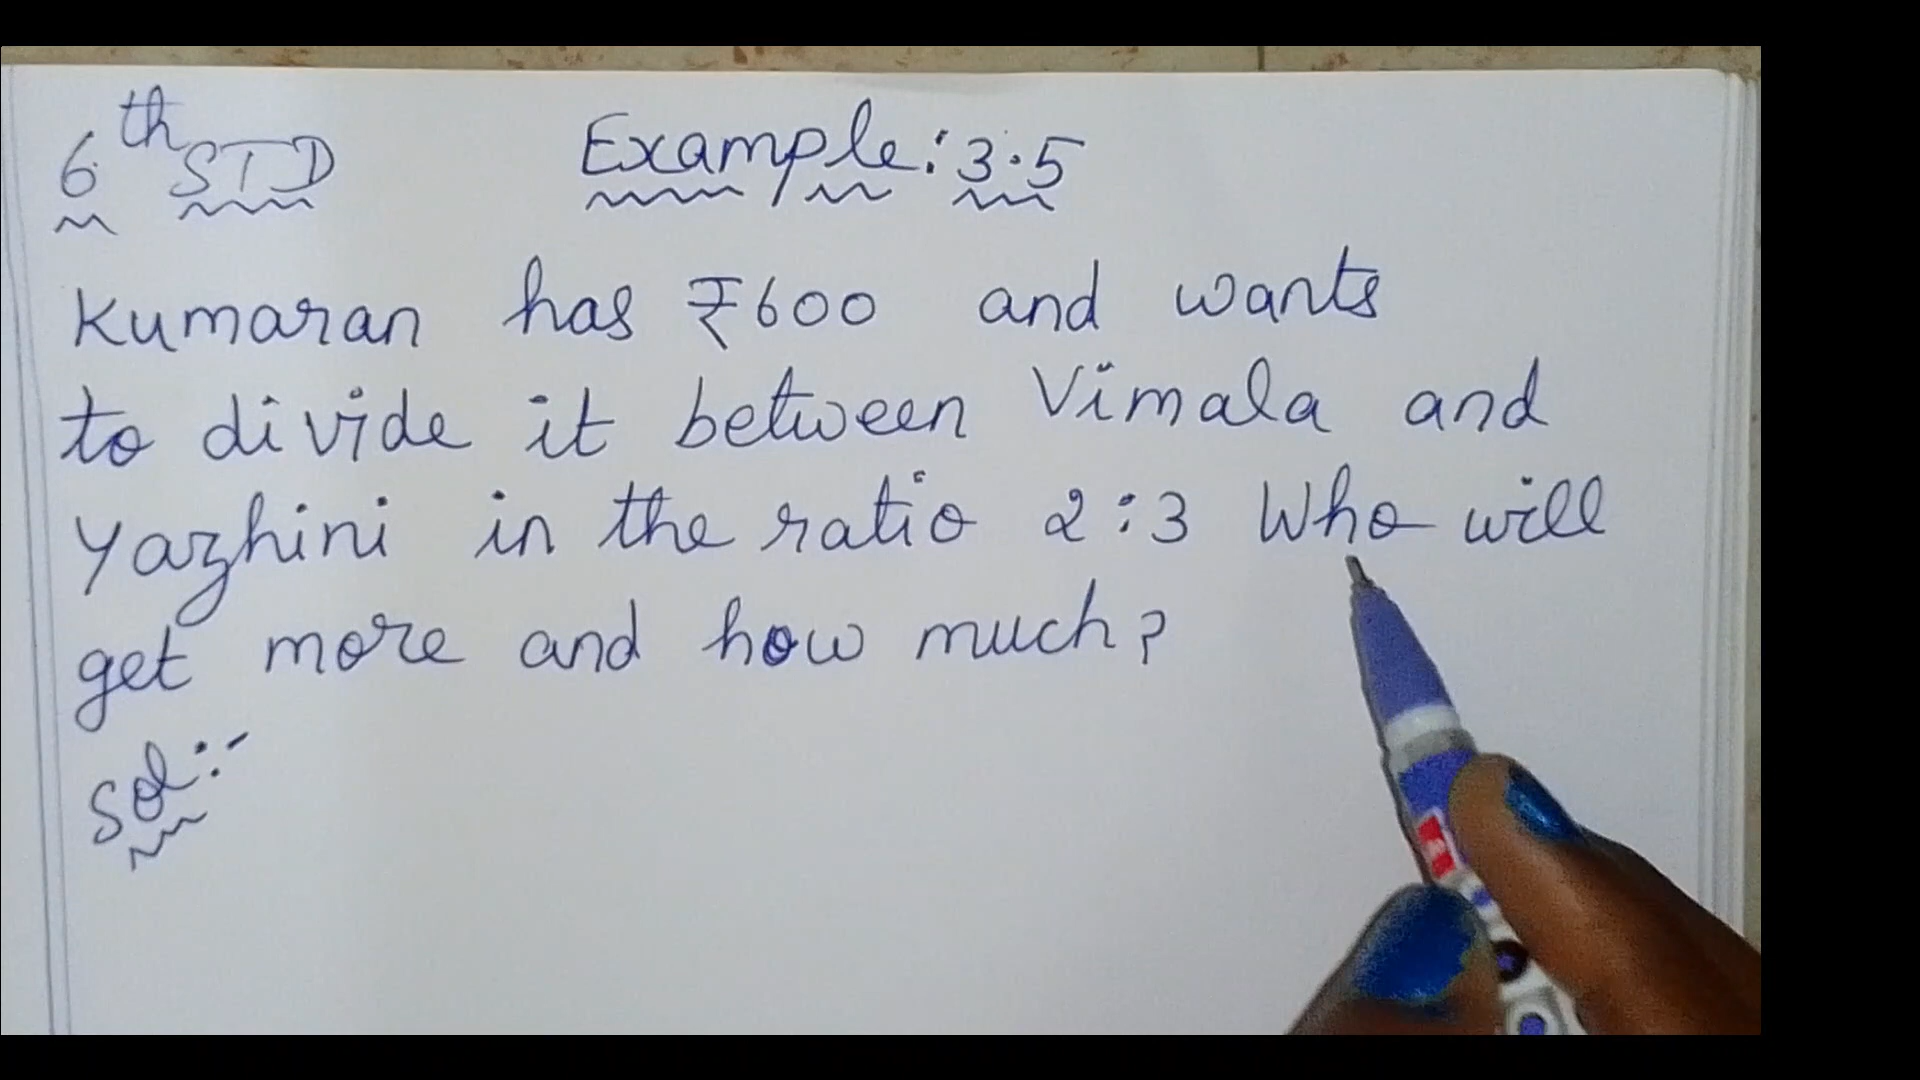 6th STD Example: 3.5
Kumaran has ₹600 and wants
to divide it between Vimala and
Yazhini in the ratio 2:3 Who will
get more and how much?
Sol:-